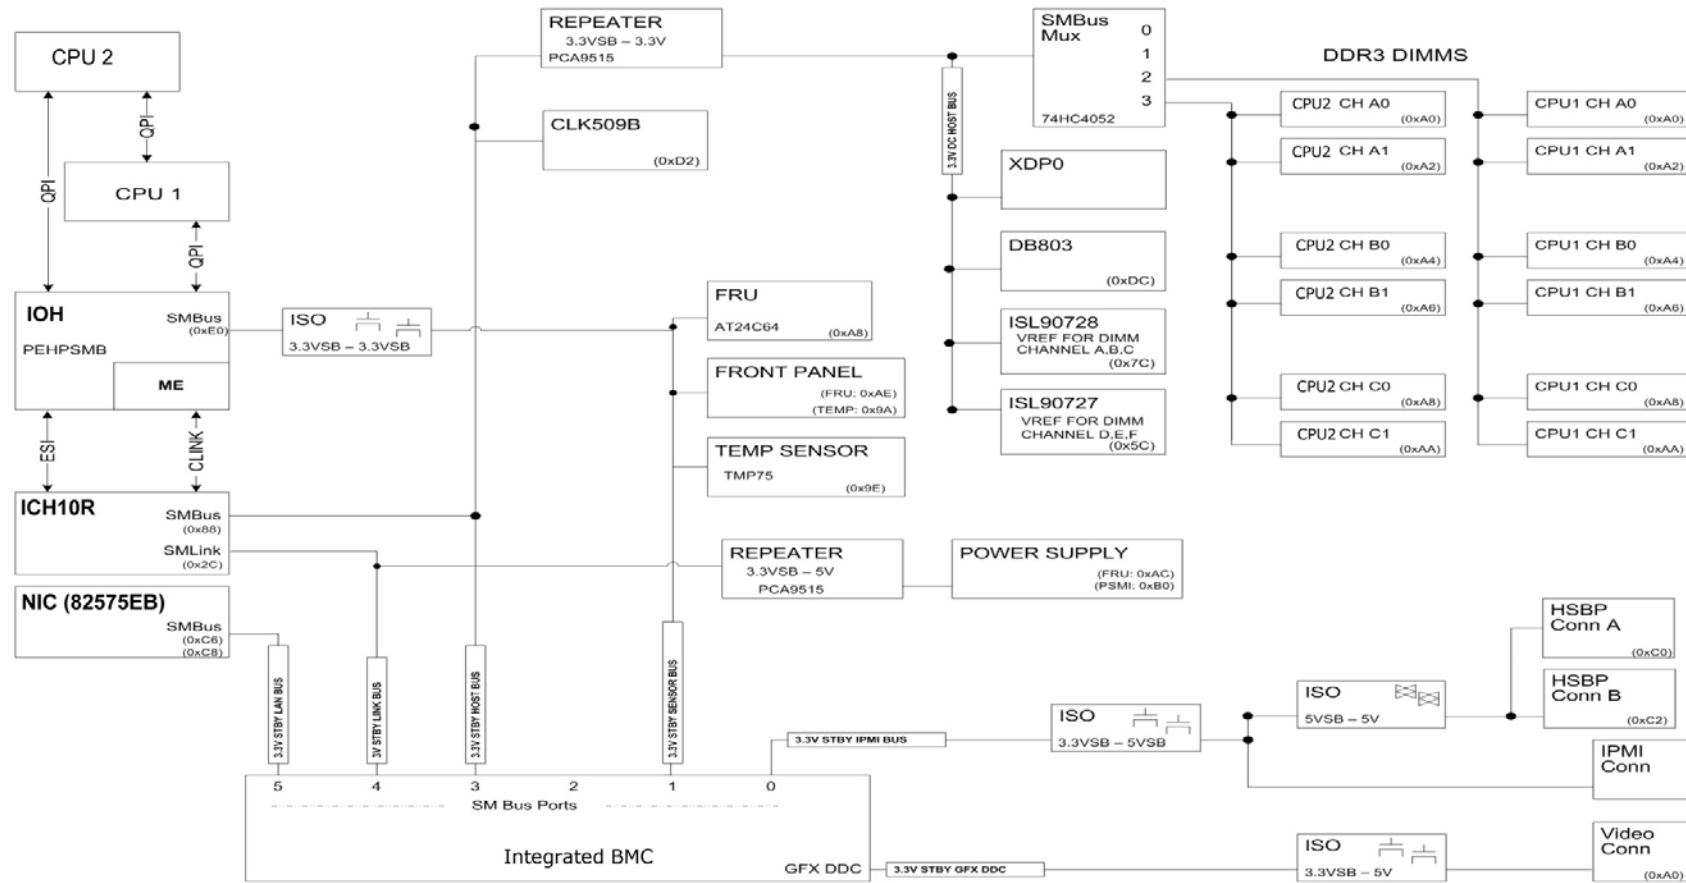 CPU 2
QPI
QPI
CPU 1
QPI
IOH
SMBus
(0xE0)
PEHPSMB
ME
ESI
CLINK
ICH10R
SMBus
(0x88)
SMLink
(0x2C)
NIC (82575EB)
SMBus
(0xC6)
(0xC8)
ISO
3.3VSB – 3.3VSB
REPEATER
3.3VSB – 3.3V
PCA9515
CLK509B
(0xD2)
FRU
AT24C64
(0xA8)
FRONT PANEL
(FRU: 0xAE)
(TEMP: 0x9A)
TEMP SENSOR
TMP75
(0x9E)
REPEATER
3.3VSB – 5V
PCA9515
POWER SUPPLY
(FRU: 0xAC)
(PSMI: 0xB0)
3.3V DC HOST BUS
SMBus
Mux
0
1
2
3
74HC4052
XDP0
DB803
(0xDC)
ISL90728
VREF FOR DIMM
CHANNEL A,B,C
(0x7C)
ISL90727
VREF FOR DIMM
CHANNEL D,E,F
(0x5C)
DDR3 DIMMS
CPU2 CH A0
(0xA0)
CPU2 CH A1
(0xA2)
CPU2 CH B0
(0xA4)
CPU2 CH B1
(0xA6)
CPU2 CH C0
(0xA8)
CPU2 CH C1
(0xAA)
CPU1 CH A0
(0xA0)
CPU1 CH A1
(0xA2)
CPU1 CH B0
(0xA4)
CPU1 CH B1
(0xA6)
CPU1 CH C0
(0xA8)
CPU1 CH C1
(0xAA)
3.3V STBY LAN BUS
3V STBY LINK BUS
3.3V STBY HOST BUS
3.3V STBY SENSOR BUS
3.3V STBY IPMI BUS
ISO
3.3VSB – 5VSB
ISO
5VSB – 5V
HSBP
Conn A
(0xC0)
HSBP
Conn B
(0xC2)
IPMI
Conn
5 4 3 2 1 0
SM Bus Ports
Integrated BMC
GFX DDC
3.3V STBY GFX DDC
ISO
3.3VSB – 5V
Video
Conn
(0xA0)